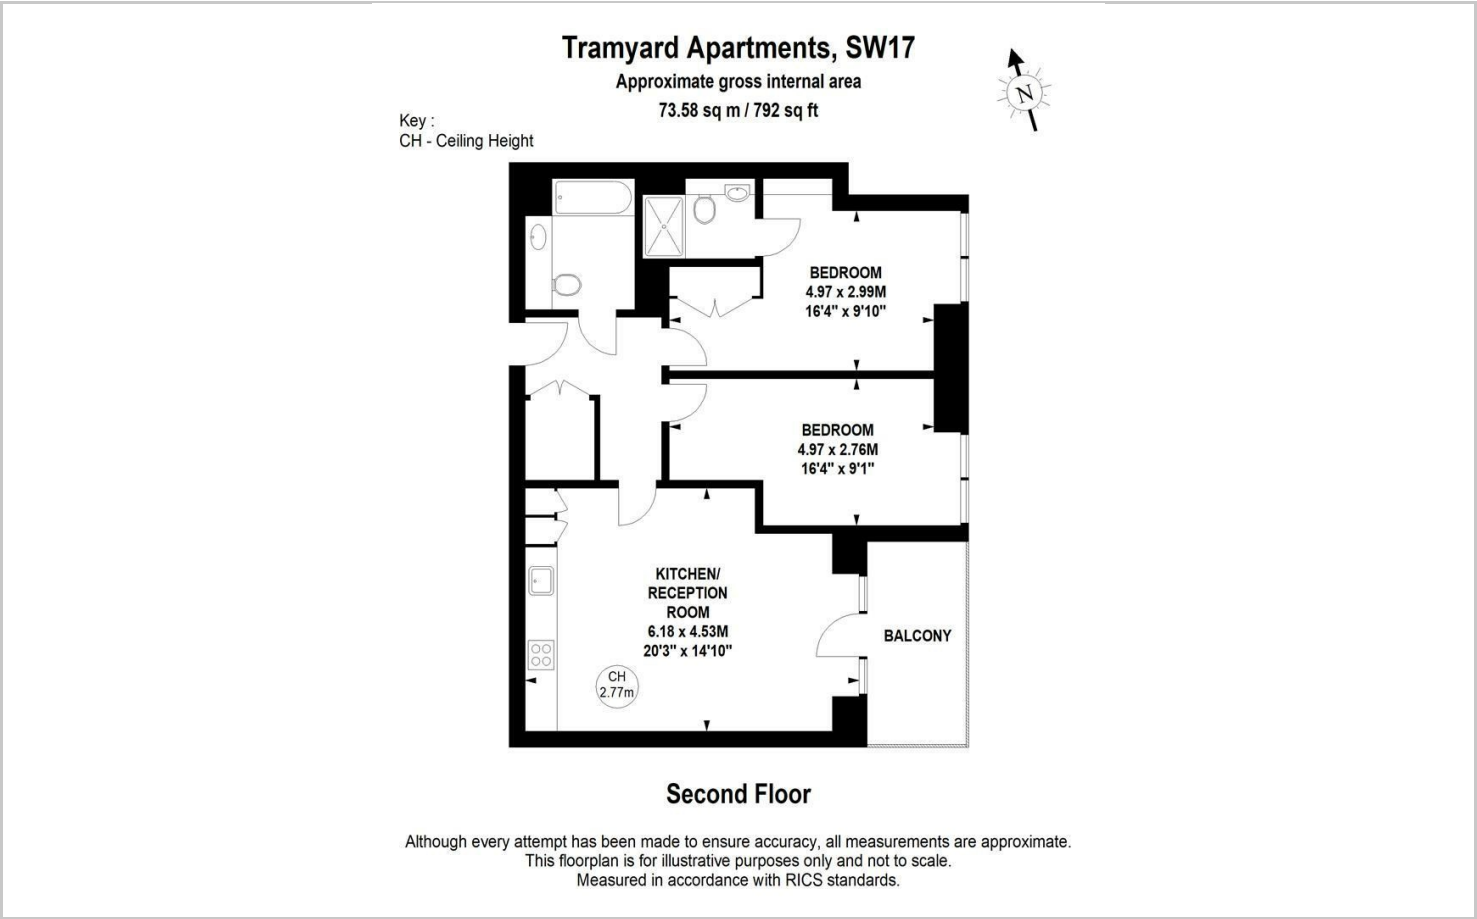 Tramyard Apartments, SW17
Approximate gross internal area
73.58 sq m / 792 sq ft
N
Key :
CH - Ceiling Height
BEDROOM
4.97 x 2.99M
16'4" x 9'10"
BEDROOM
4.97 x 2.76M
16'4" x 9'1"
KITCHEN/
RECEPTION
ROOM
6.18 x 4.53M
20'3" x 14'10"
CH
2.77m
BALCONY
Second Floor
Although every attempt has been made to ensure accuracy, all measurements are approximate.
This floorplan is for illustrative purposes only and not to scale.
Measured in accordance with RICS standards.